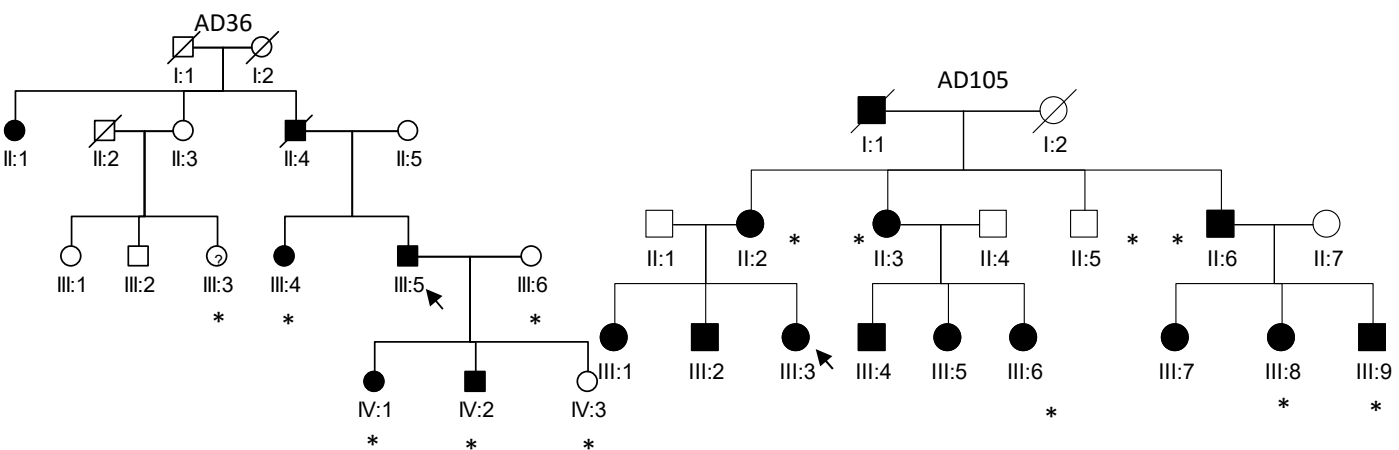 AD36
I:1 I:2
II:1 II:2 II:3 II:4 II:5
?
III:1 III:2 III:3 III:4 III:5 III:6
* * *
IV:1 IV:2 IV:3
* * *
AD105
I:1 I:2
* * * *
II:1 II:2 II:3 II:4 II:5 II:6 II:7
III:1 III:2 III:3 III:4 III:5 III:6 III:7 III:8 III:9
* * *